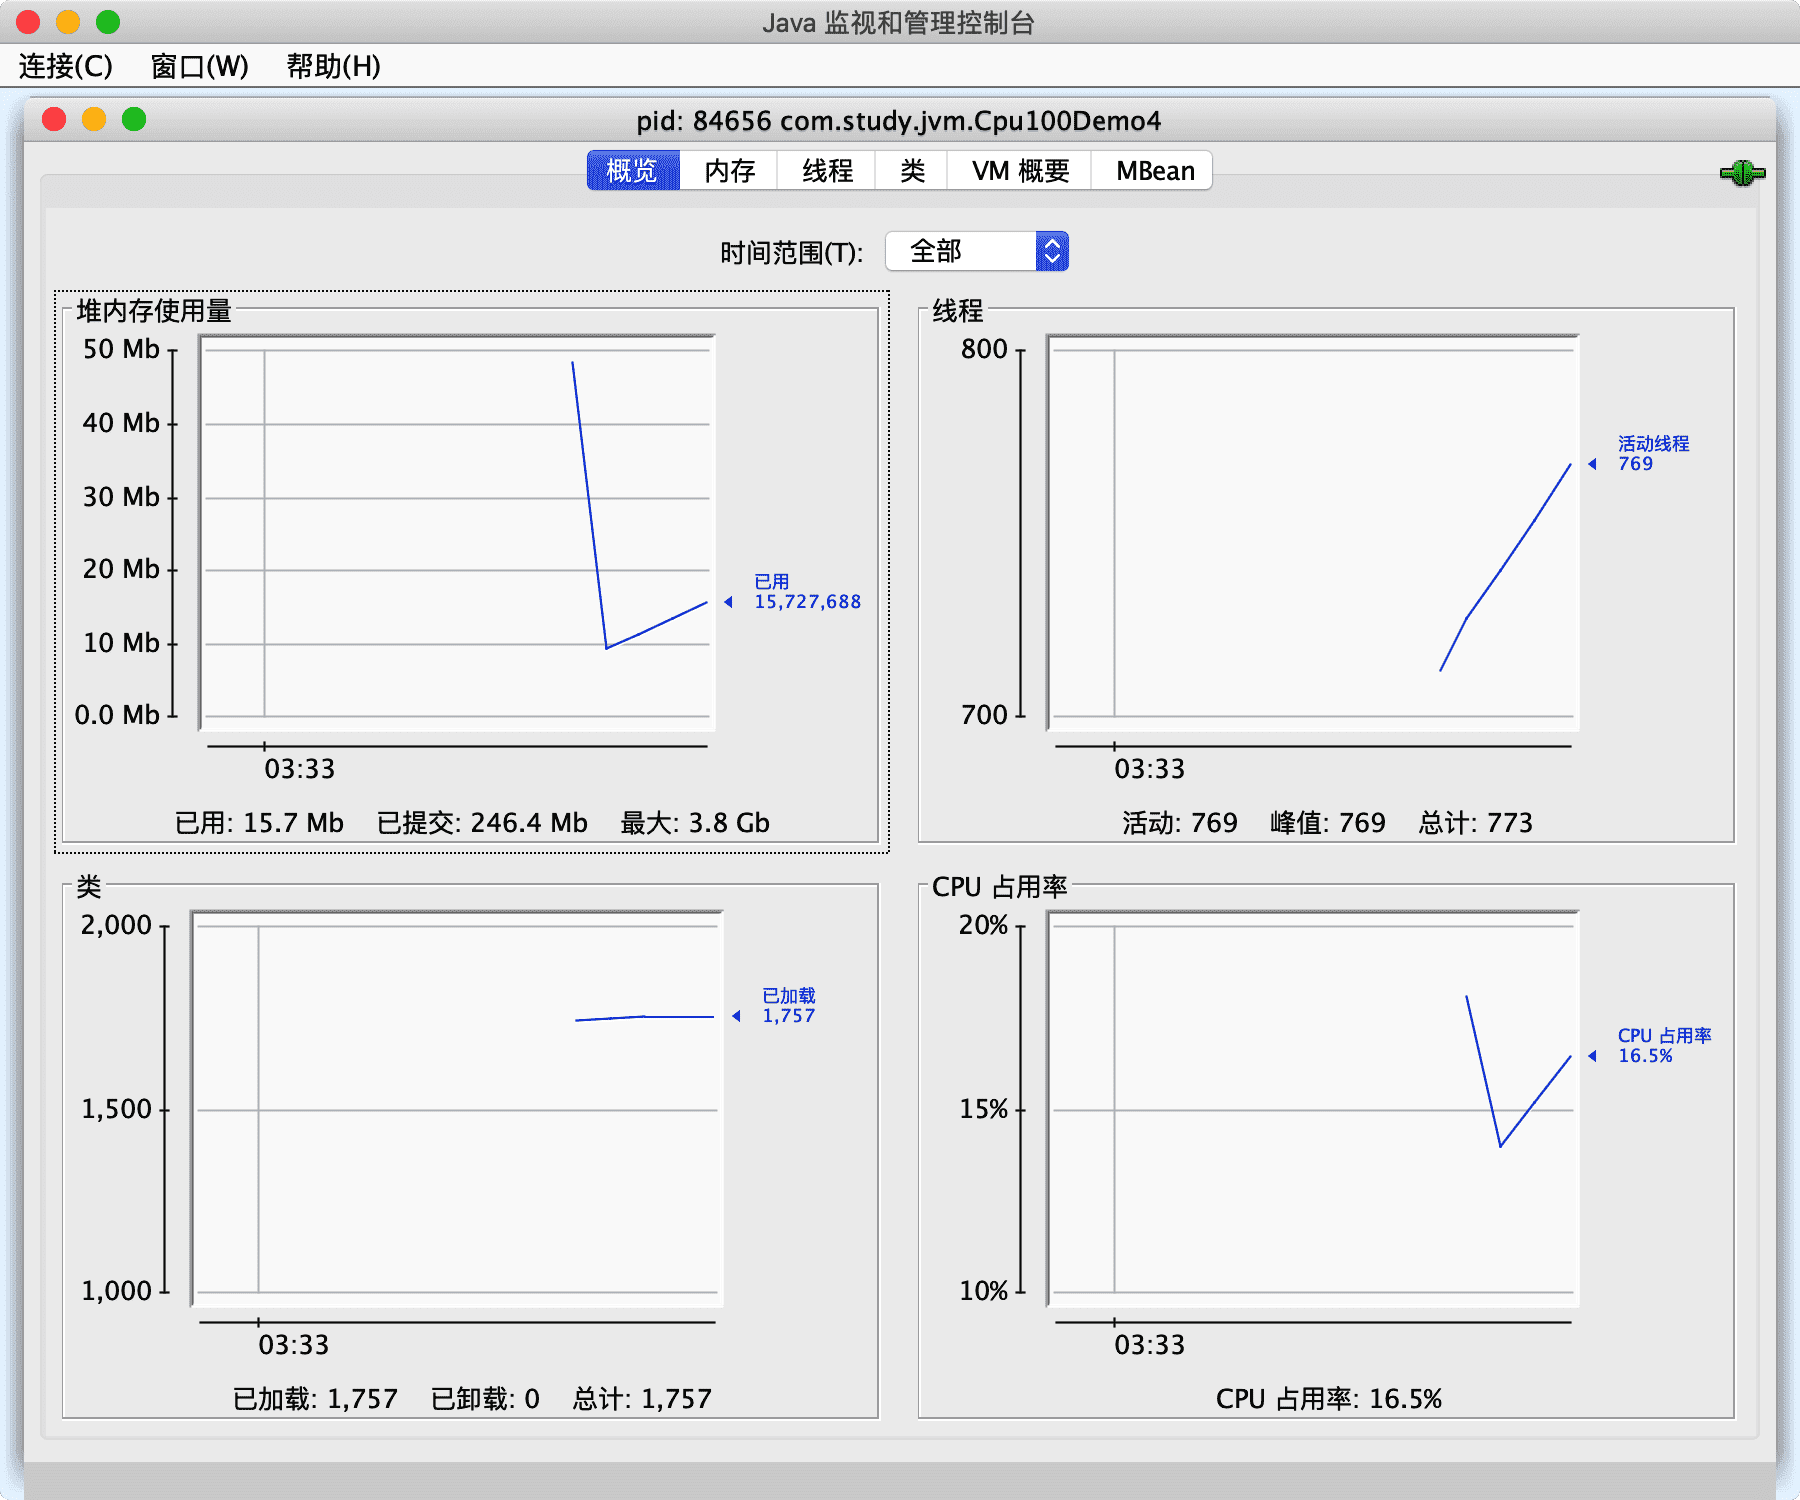 Java 监视和管理控制台
连接(C) 窗口(W) 帮助(H)
pid: 84656 com.study.jvm.Cpu100Demo4
概览 内存 线程 类 VM 概要 MBean
时间范围(T): 全部
堆内存使用量
50 Mb
40 Mb
30 Mb
20 Mb
10 Mb
0.0 Mb
已用
15,727,688
03:33
已用: 15.7 Mb 已提交: 246.4 Mb 最大: 3.8 Gb
线程
800
700
活动线程
769
03:33
活动: 769 峰值: 769 总计: 773
类
2,000
1,500
1,000
已加载
1,757
03:33
已加载: 1,757 已卸载: 0 总计: 1,757
CPU 占用率
20%
15%
10%
CPU 占用率
16.5%
03:33
CPU 占用率: 16.5%